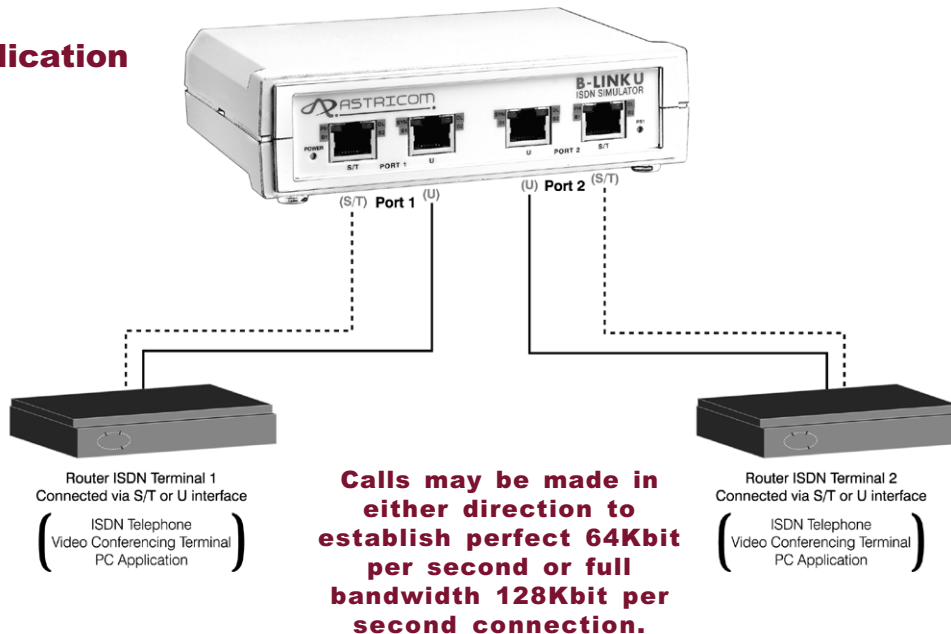 lication
B-LINK U
ISDN SIMULATOR
ASTRICOM
POWER
S/T
PORT 1
U
U
PORT 2
S/T
PS1
(S/T) Port 1 (U)
(U) Port 2 (S/T)
Router ISDN Terminal 1
Connected via S/T or U interface
ISDN Telephone
Video Conferencing Terminal
PC Application
Calls may be made in
either direction to
establish perfect 64Kbit
per second or full
bandwidth 128Kbit per
second connection.
Router ISDN Terminal 2
Connected via S/T or U interface
ISDN Telephone
Video Conferencing Terminal
PC Application